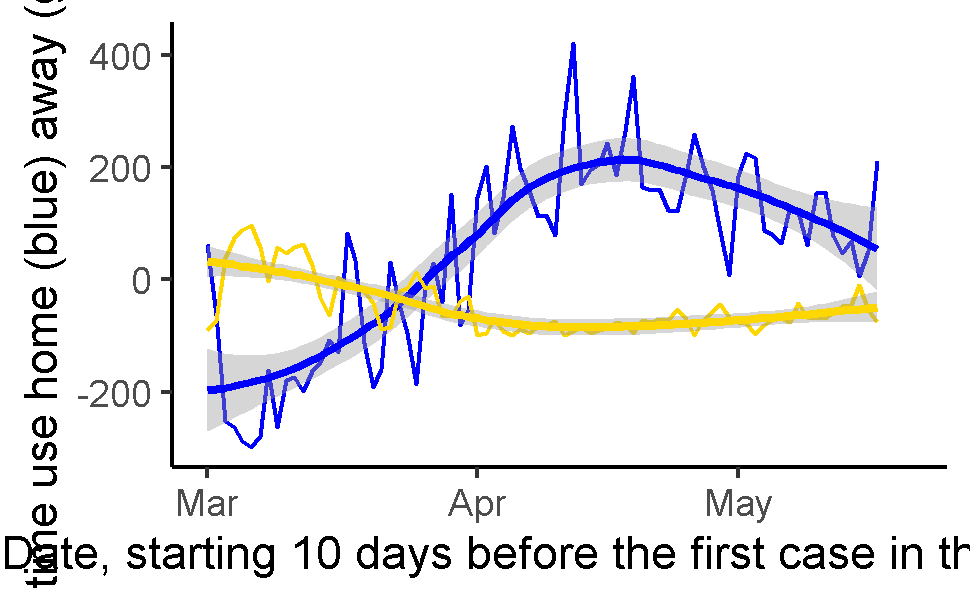 time use home (blue) away (
400
200
0
-200
Mar Apr May
Date, starting 10 days before the first case in th